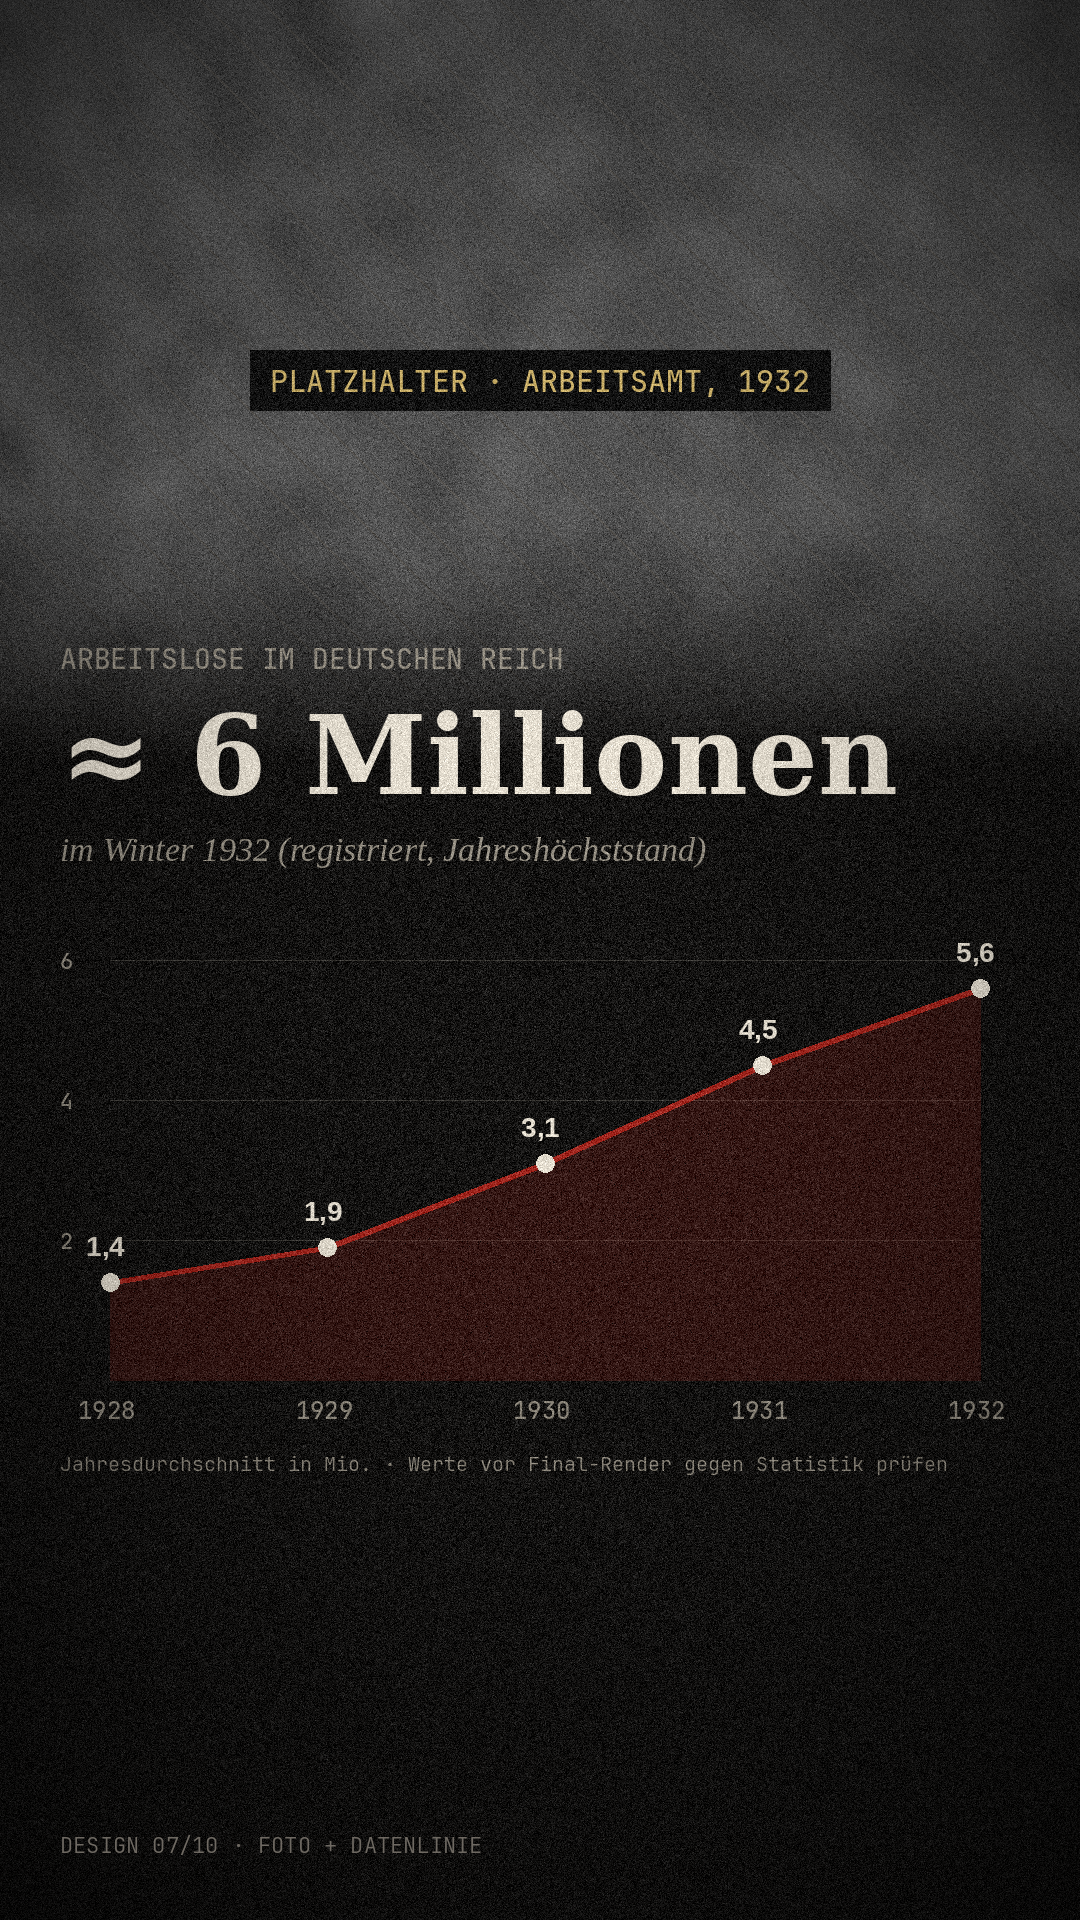 PLATZHALTER · ARBEITSAMT, 1932
ARBEITSLOSE IM DEUTSCHEN REICH
≈ 6 Millionen
im Winter 1932 (registriert, Jahreshöchststand)
6
5,6
4,5
4
3,1
1,9
2
1,4
1928 1929 1930 1931 1932
Jahresdurchschnitt in Mio. · Werte vor Final-Render gegen Statistik prüfen
DESIGN 07/10 · FOTO + DATENLINIE